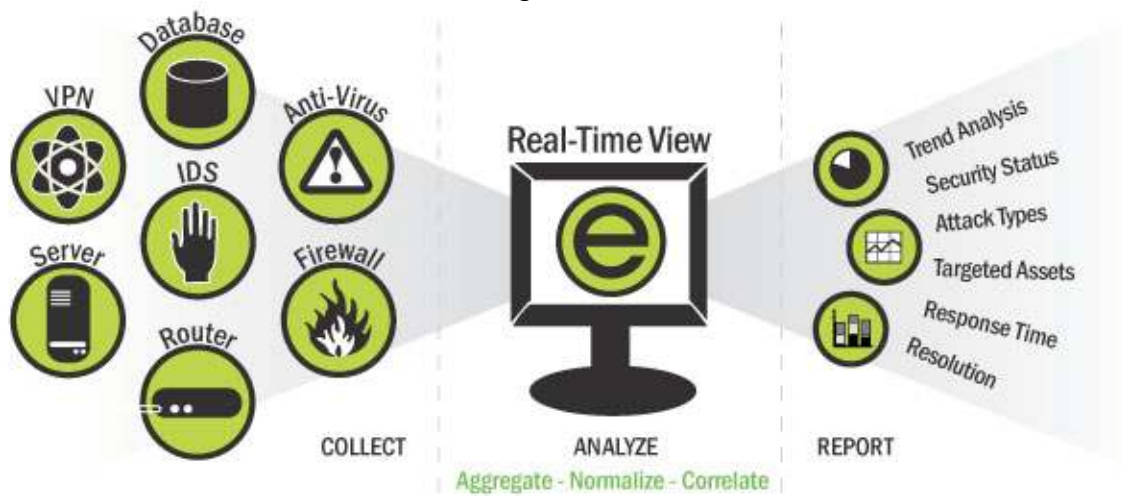 Database
VPN
Anti-Virus
IDS
Server
Firewall
Router
COLLECT
Real-Time View
e
ANALYZE
Aggregate - Normalize - Correlate
Trend Analysis
Security Status
Attack Types
Targeted Assets
Response Time
Resolution
REPORT